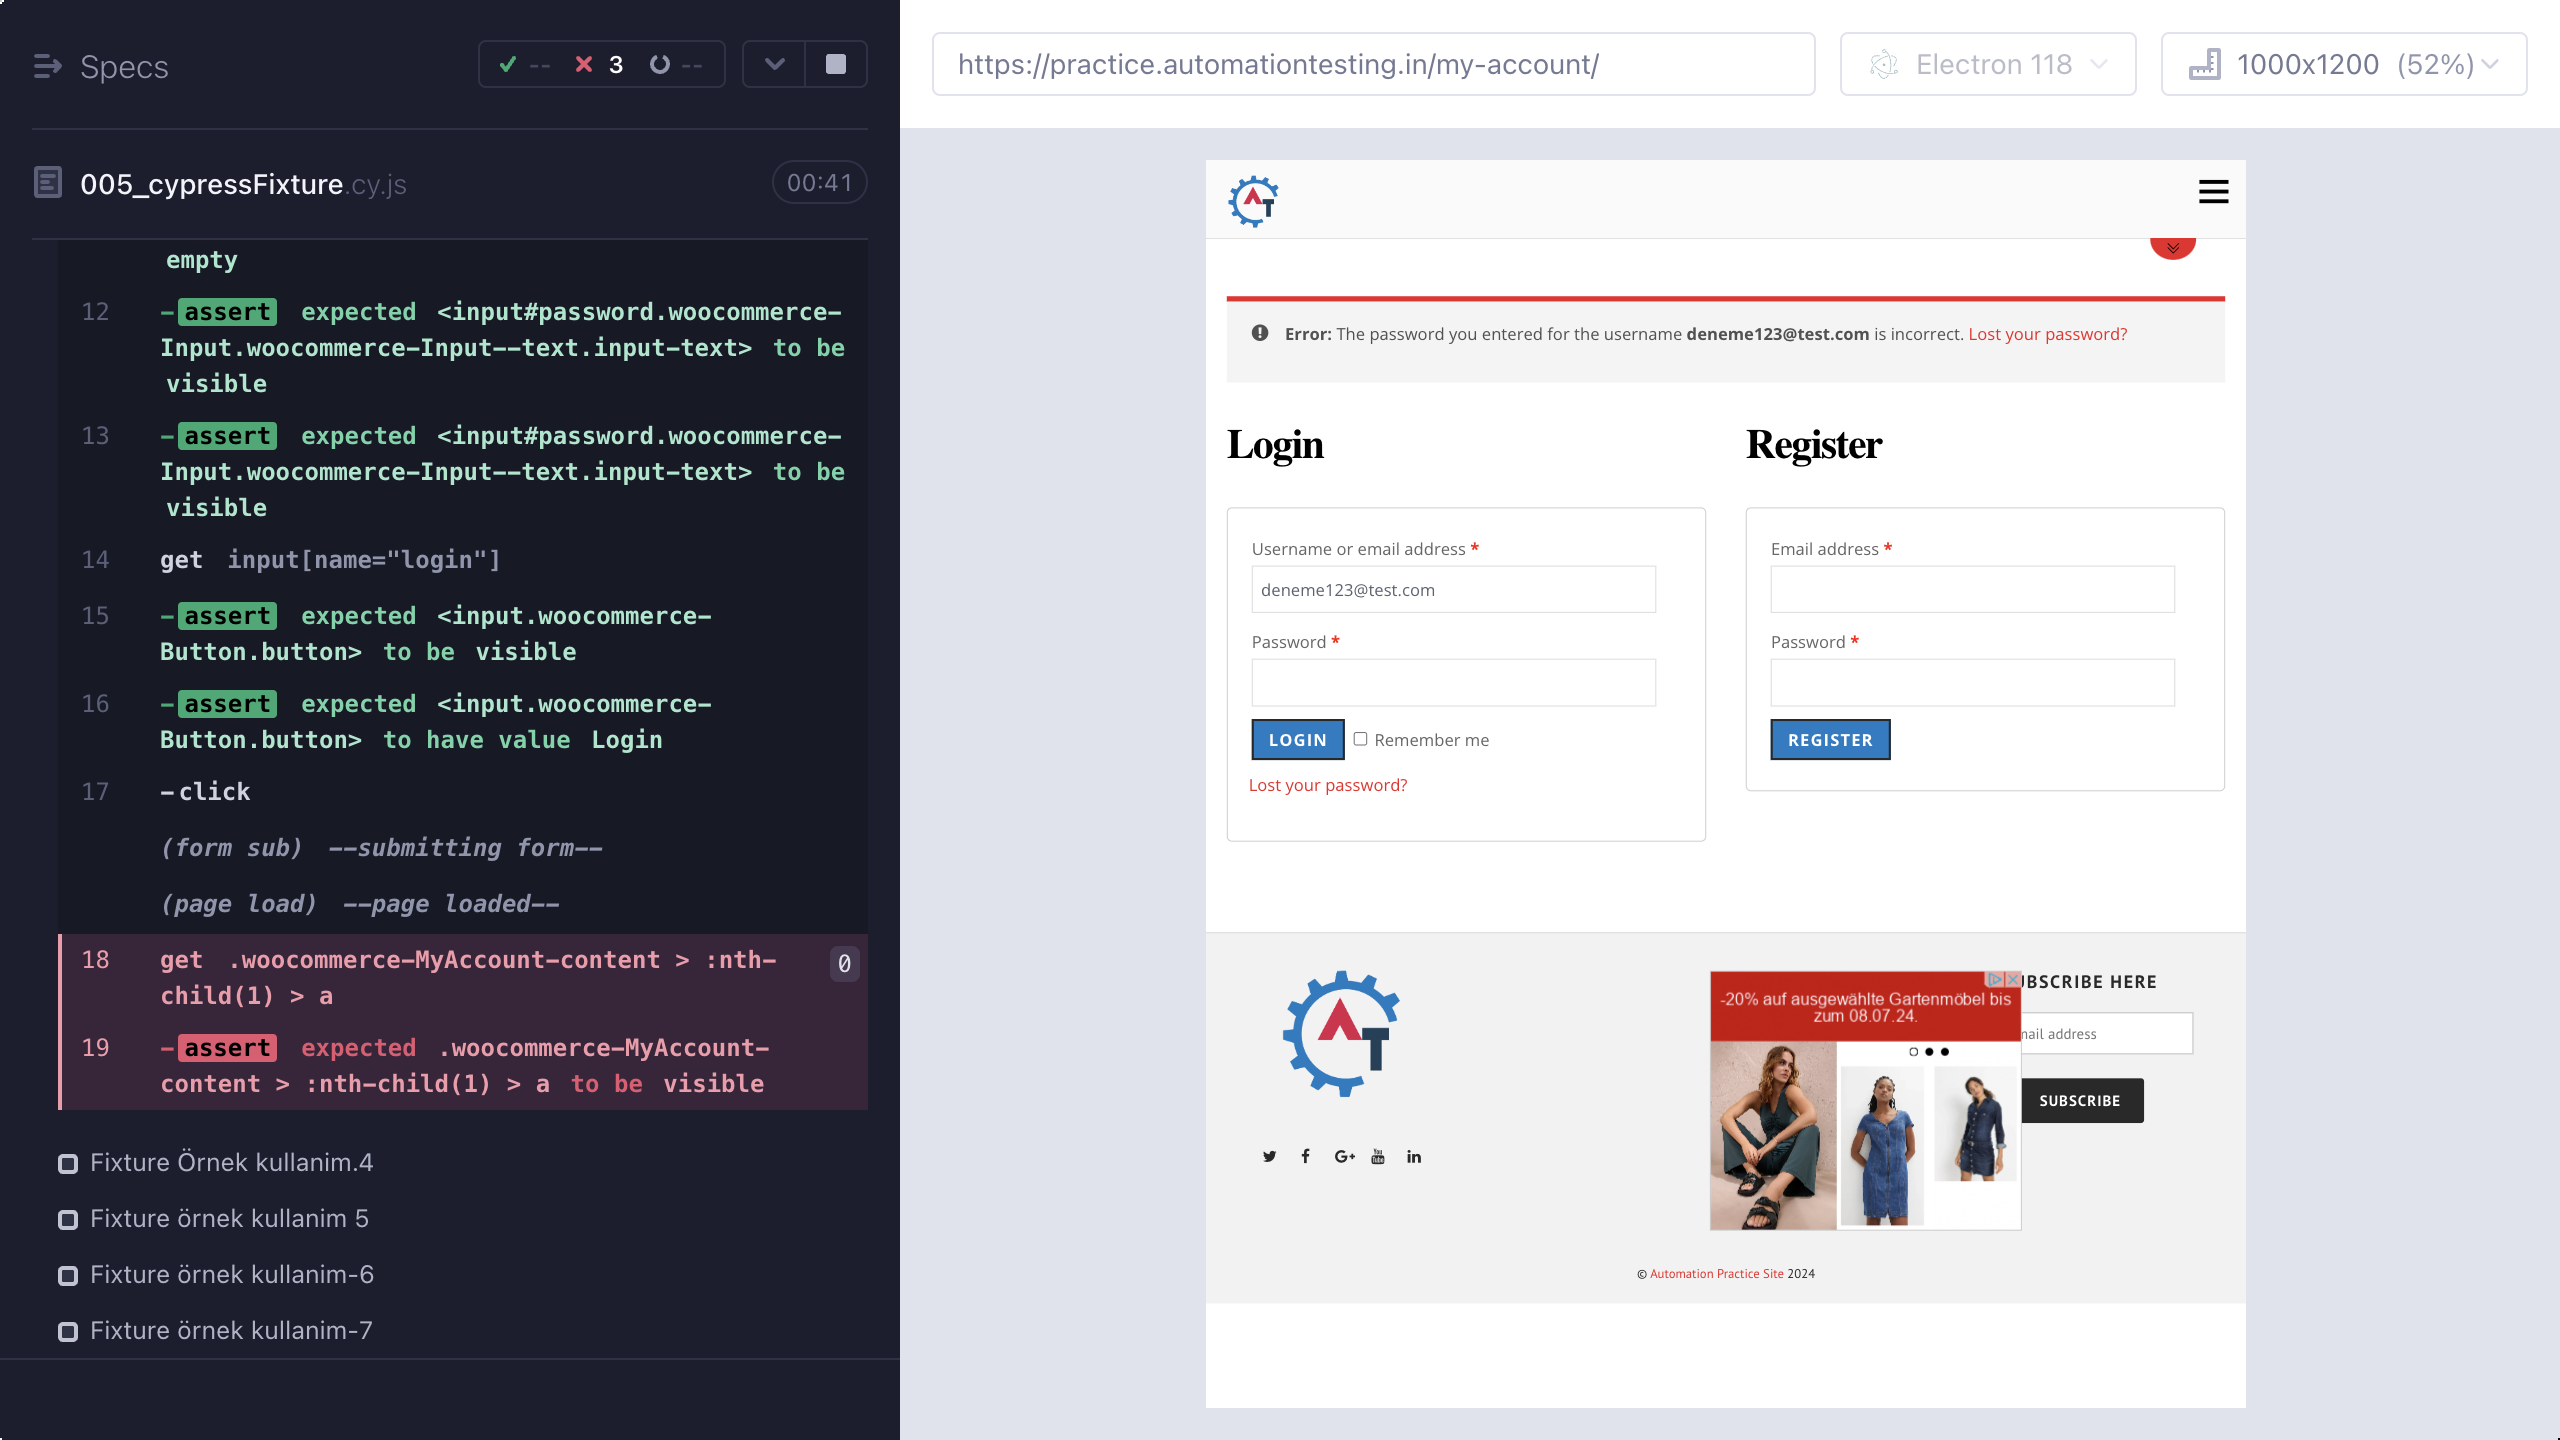 Specs
-- 3 --
005_cypressFixture.cy.js 00:41
empty
12 -assert expected <input#password.woocommerce-
Input.woocommerce-Input--text.input-text> to be
visible
13 -assert expected <input#password.woocommerce-
Input.woocommerce-Input--text.input-text> to be
visible
14 get input[name="login"]
15 -assert expected <input.woocommerce-
Button.button> to be visible
16 -assert expected <input.woocommerce-
Button.button> to have value Login
17 -click
(form sub) --submitting form--
(page load) --page loaded--
18 get .woocommerce-MyAccount-content > :nth- 0
child(1) > a
19 -assert expected .woocommerce-MyAccount-
content > :nth-child(1) > a to be visible
Fixture Örnek kullanim.4
Fixture örnek kullanim 5
Fixture örnek kullanim-6
Fixture örnek kullanim-7
https://practice.automationtesting.in/my-account/
Electron 118
1000x1200 (52%)
AT
Error: The password you entered for the username deneme123@test.com is incorrect. Lost your password?
Login
Username or email address *
deneme123@test.com
Password *
LOGIN
Remember me
Lost your password?
Register
Email address *
Password *
REGISTER
AT
G+ You Tube in
-20% auf ausgewählte Gartenmöbel bis
zum 08.07.24.
UBSCRIBE HERE
mail address
SUBSCRIBE
© Automation Practice Site 2024